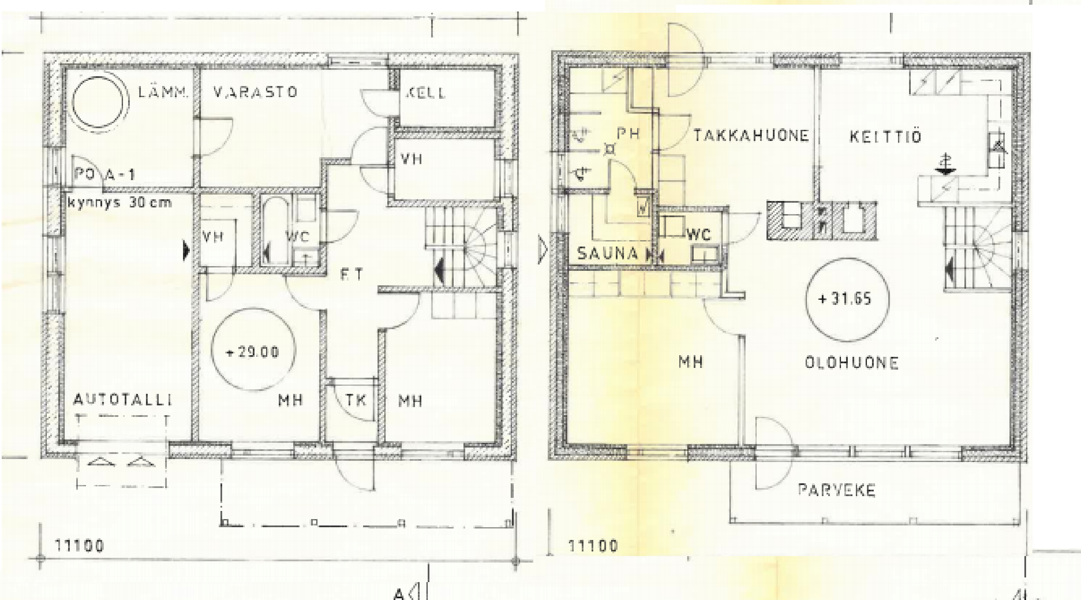 LÄMM.
VARASTO
KELL
PO A-1
kynnys 30 cm
VH
VH
WC
ET
+29.00
AUTOTALLI
MH
TK
MH
11100
A
PH
TAKKAHUONE
KEITTIÖ
SAUNA
WC
+31.65
MH
OLOHUONE
PARVEKE
11100